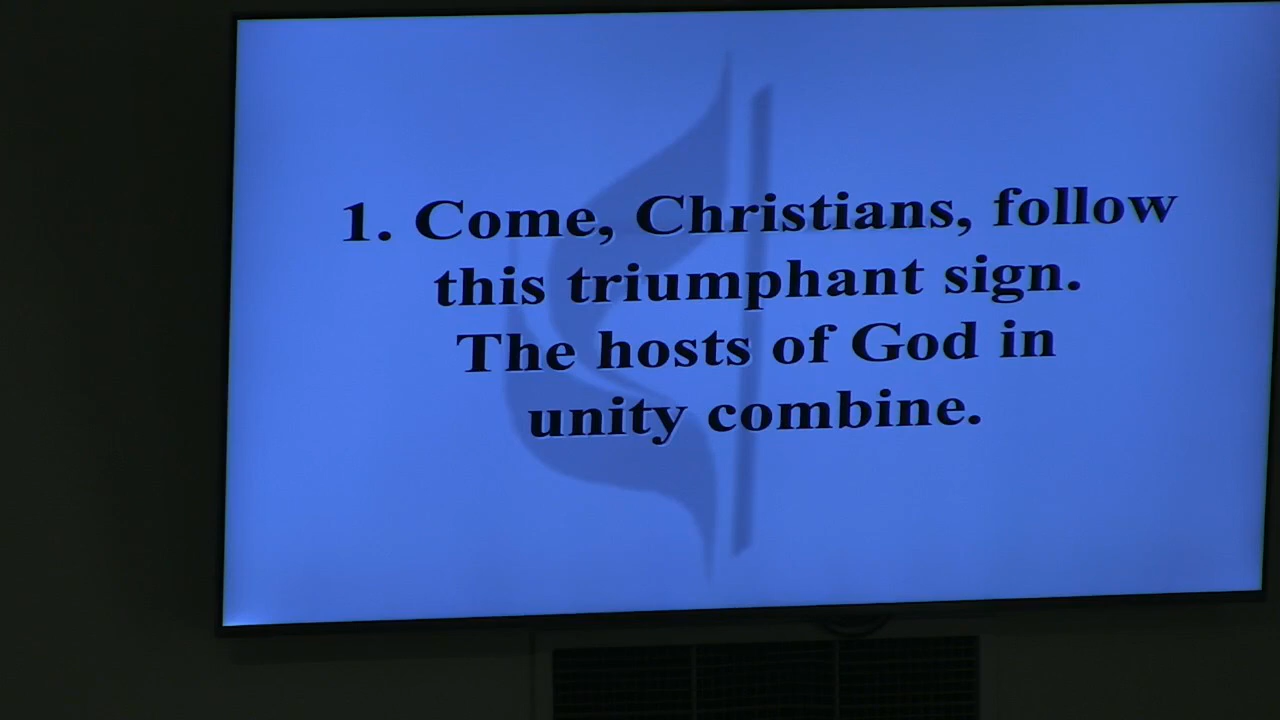 1. Come, Christians, follow
this triumphant sign.
The hosts of God in
unity combine.